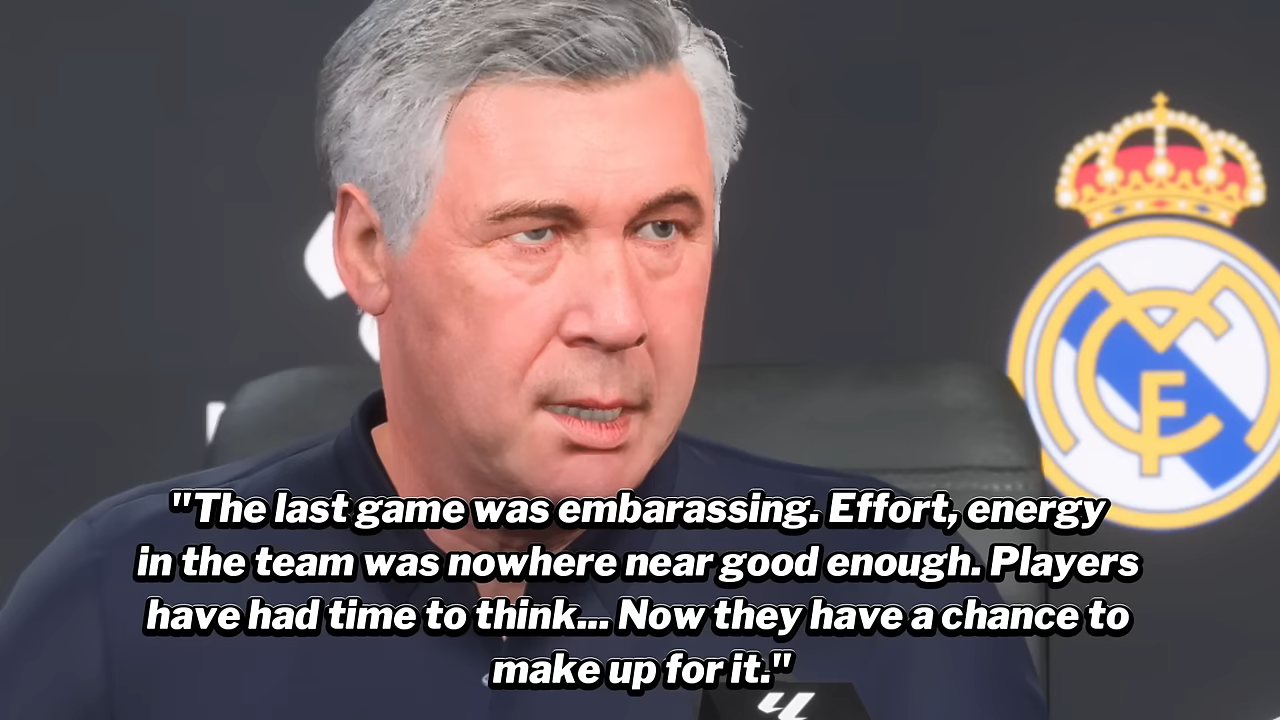 "The last game was embarassing. Effort, energy
in the team was nowhere near good enough. Players
have had time to think... Now they have a chance to
make up for it."